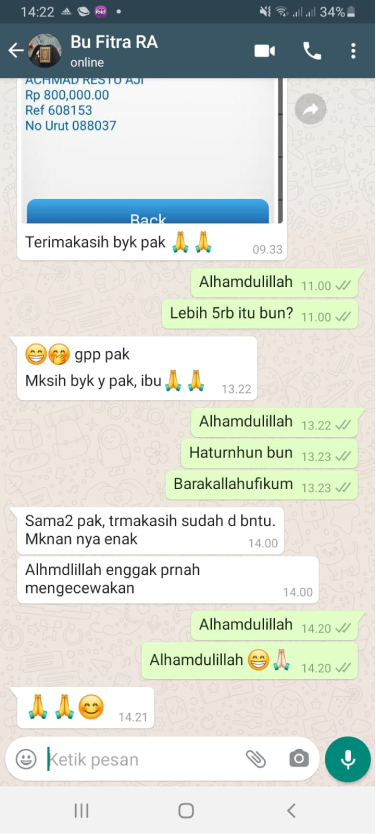 14:22
34%
Bu Fitra RA
online
ACHMAD RESTU AJI
Rp 800,000.00
Ref 608153
No Urut 088037
Back
Terimakasih byk pak 🙏 🙏
09.33
Alhamdulillah 11.00
Lebih 5rb itu bun? 11.00
😁🤭 gpp pak
Mksih byk y pak, ibu🙏 🙏
13.22
Alhamdulillah 13.22
Haturnhun bun 13.23
Barakallahufikum 13.23
Sama2 pak, trmakasih sudah d bntu.
Mknan nya enak
14.00
Alhmdlillah enggak prnah
mengecewakan
14.00
Alhamdulillah 14.20
Alhamdulillah 😁🙏🏻 14.20
🙏 🙏😊 14.21
Ketik pesan